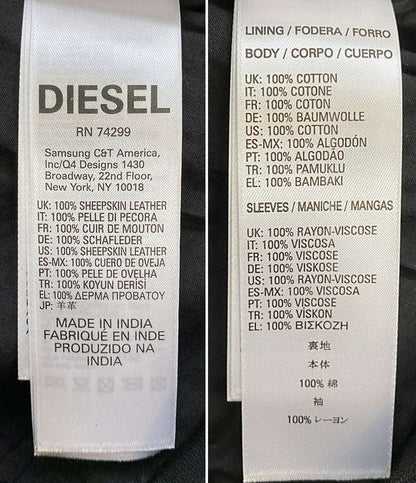 DIESEL
RN 74299
Samsung C&T America,
Inc/Q4 Designs 1430
Broadway, 22nd Floor,
New York, NY 10018
UK: 100% SHEEPSKIN LEATHER
IT: 100% PELLE DI PECORA
FR: 100% CUIR DE MOUTON
DE: 100% SCHAFLEDER
US: 100% SHEEPSKIN LEATHER
ES-MX: 100% CUERO DE OVEJA
PT: 100% PELE DE OVELHA
TR: 100% KOYUN DERİSİ
EL: 100% ΔΕΡΜΑ ΠΡΟΒΑΤΟΥ
JP: 羊革
MADE IN INDIA
FABRIQUÉ EN INDE
PRODUZIDO NA
INDIA
LINING / FODERA / FORRO
BODY / CORPO / CUERPO
UK: 100% COTTON
IT: 100% COTONE
FR: 100% COTON
DE: 100% BAUMWOLLE
US: 100% COTTON
ES-MX: 100% ALGODÓN
PT: 100% ALGODÃO
TR: 100% PAMUKLU
EL: 100% BAMBAKI
SLEEVES / MANICHE / MANGAS
UK: 100% RAYON-VISCOSE
IT: 100% VISCOSA
FR: 100% VISCOSE
DE: 100% VISKOSE
US: 100% RAYON-VISCOSE
ES-MX: 100% VISCOSA
PT: 100% VISCOSE
TR: 100% VİSKON
EL: 100% ΒΙΣΚΟΖΗ
裏地
本体
100% 綿
袖
100% レーヨン